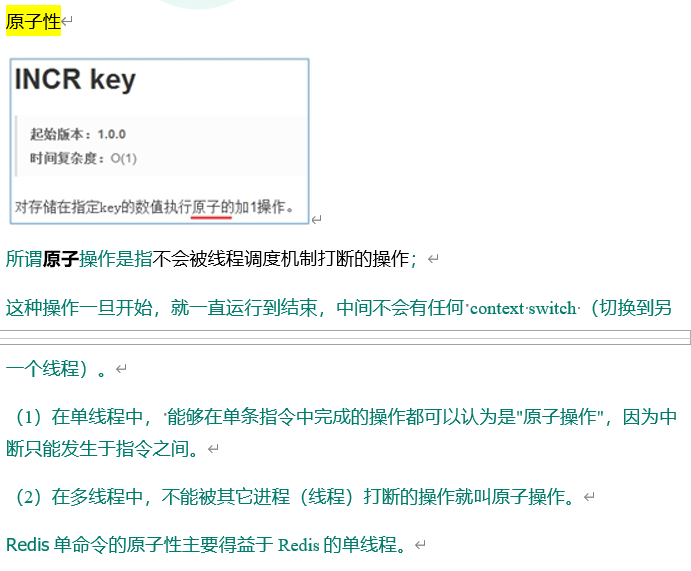 原子性
INCR key
起始版本：1.0.0
时间复杂度：O(1)
对存储在指定key的数值执行原子的加1操作。
所谓原子操作是指不会被线程调度机制打断的操作；
这种操作一旦开始，就一直运行到结束，中间不会有任何 context switch （切换到另
一个线程）。
（1）在单线程中， 能够在单条指令中完成的操作都可以认为是"原子操作"，因为中
断只能发生于指令之间。
（2）在多线程中，不能被其它进程（线程）打断的操作就叫原子操作。
Redis 单命令的原子性主要得益于 Redis 的单线程。